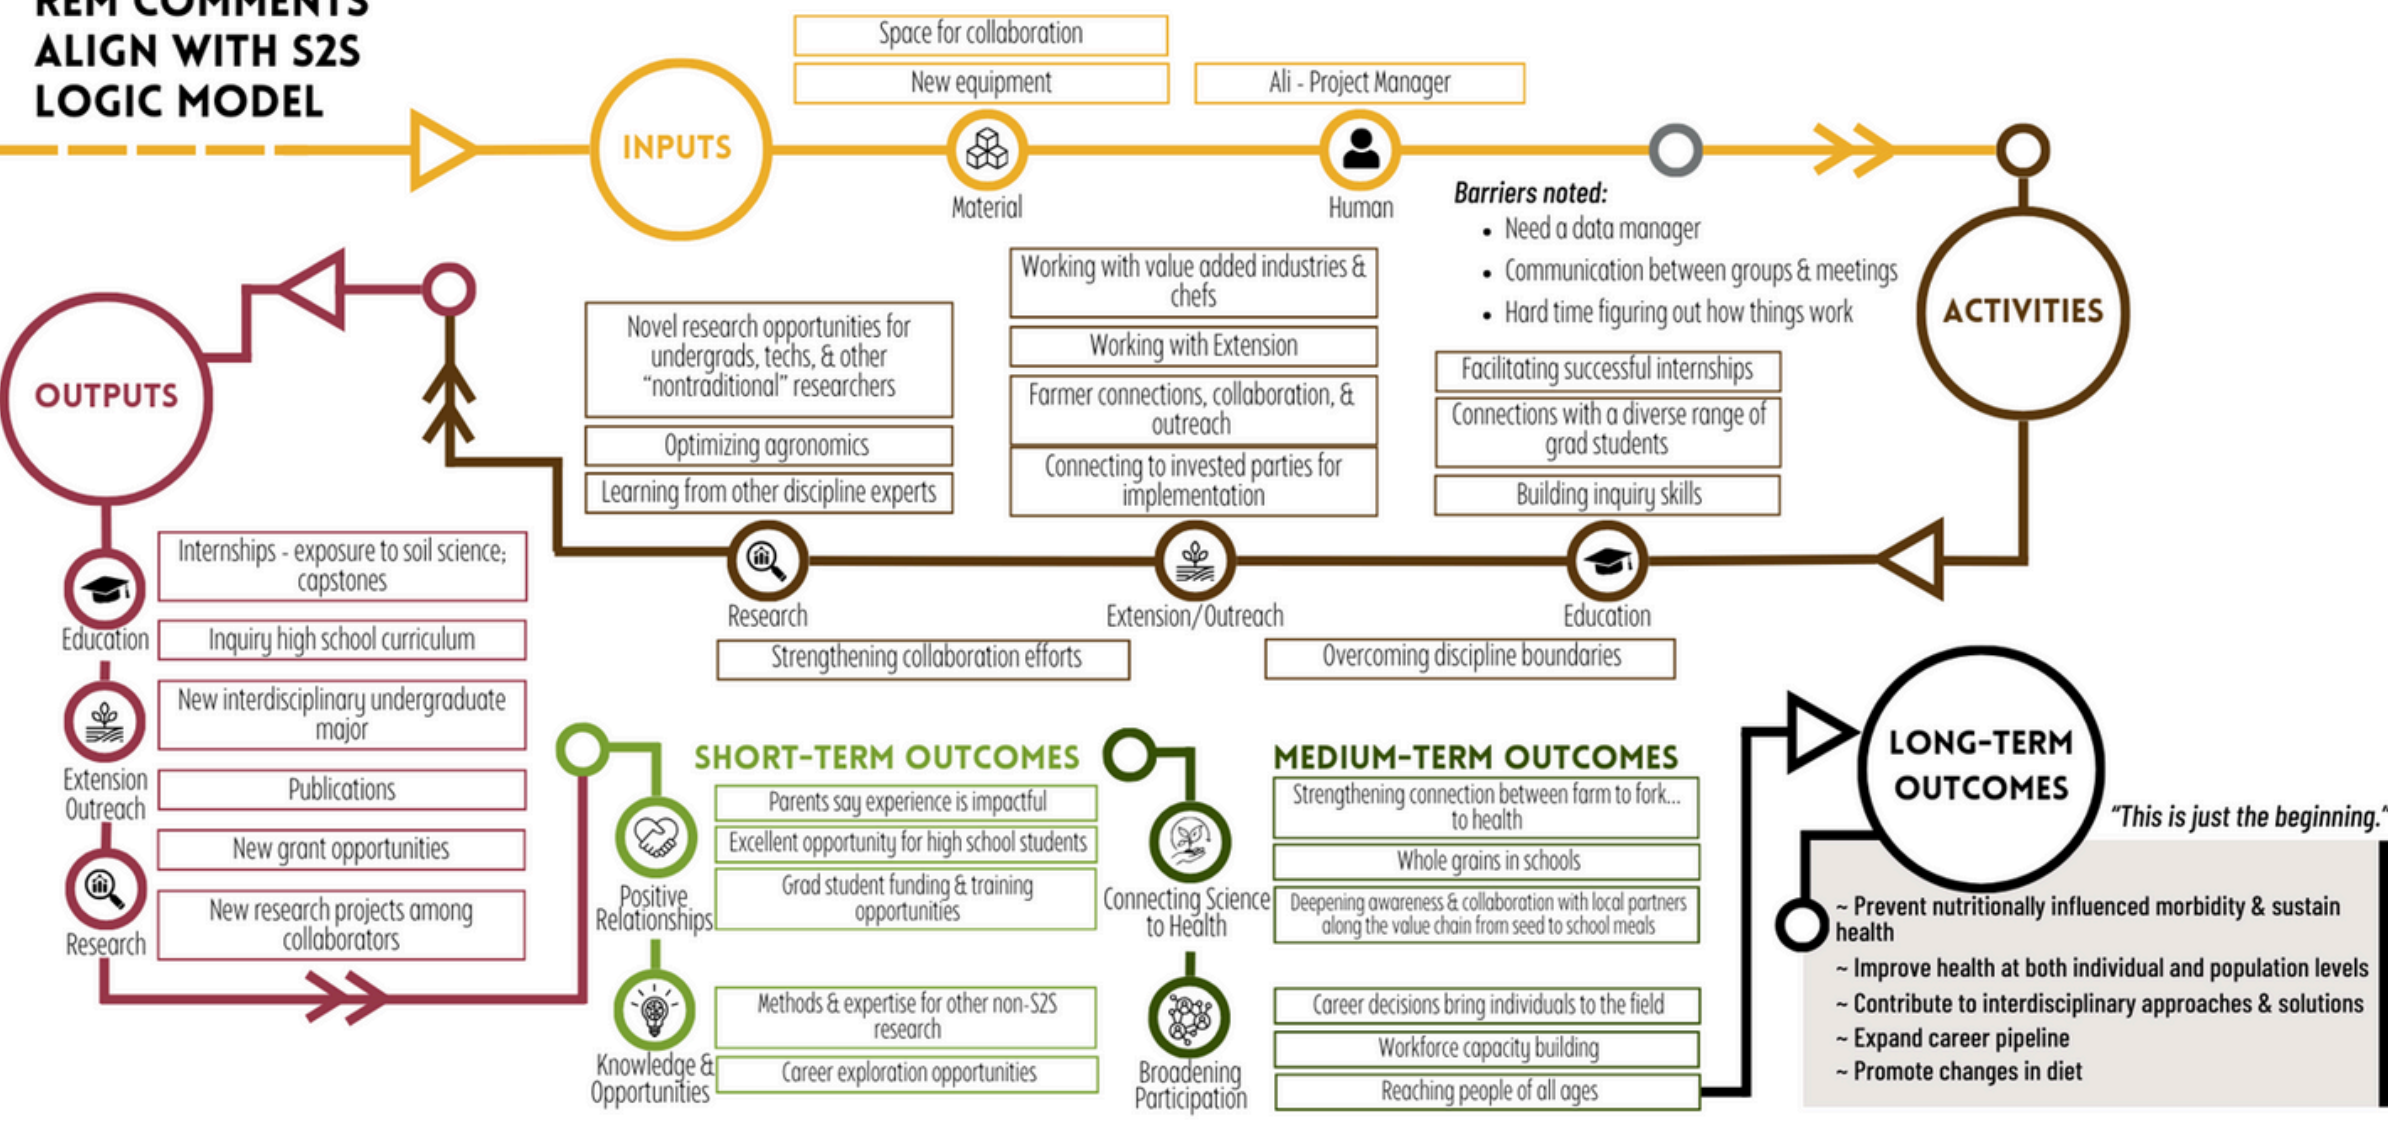 REM COMMENTS
ALIGN WITH S2S
LOGIC MODEL
INPUTS
Space for collaboration
New equipment
Material
Ali - Project Manager
Human
Barriers noted:
• Need a data manager
• Communication between groups & meetings
• Hard time figuring out how things work
ACTIVITIES
Facilitating successful internships
Connections with a diverse range of
grad students
Building inquiry skills
Education
Working with value added industries &
chefs
Working with Extension
Farmer connections, collaboration, &
outreach
Connecting to invested parties for
implementation
Extension/Outreach
Novel research opportunities for
undergrads, techs, & other
“nontraditional” researchers
Optimizing agronomics
Learning from other discipline experts
Research
Strengthening collaboration efforts
Overcoming discipline boundaries
OUTPUTS
Education
Extension
Outreach
Research
Internships - exposure to soil science;
capstones
Inquiry high school curriculum
New interdisciplinary undergraduate
major
Publications
New grant opportunities
New research projects among
collaborators
SHORT-TERM OUTCOMES
Positive
Relationships
Parents say experience is impactful
Excellent opportunity for high school students
Grad student funding & training
opportunities
Knowledge &
Opportunities
Methods & expertise for other non-S2S
research
Career exploration opportunities
MEDIUM-TERM OUTCOMES
Connecting Science
to Health
Strengthening connection between farm to fork...
to health
Whole grains in schools
Deepening awareness & collaboration with local partners
along the value chain from seed to school meals
Broadening
Participation
Career decisions bring individuals to the field
Workforce capacity building
Reaching people of all ages
LONG-TERM
OUTCOMES
“This is just the beginning.”
~ Prevent nutritionally influenced morbidity & sustain
health
~ Improve health at both individual and population levels
~ Contribute to interdisciplinary approaches & solutions
~ Expand career pipeline
~ Promote changes in diet